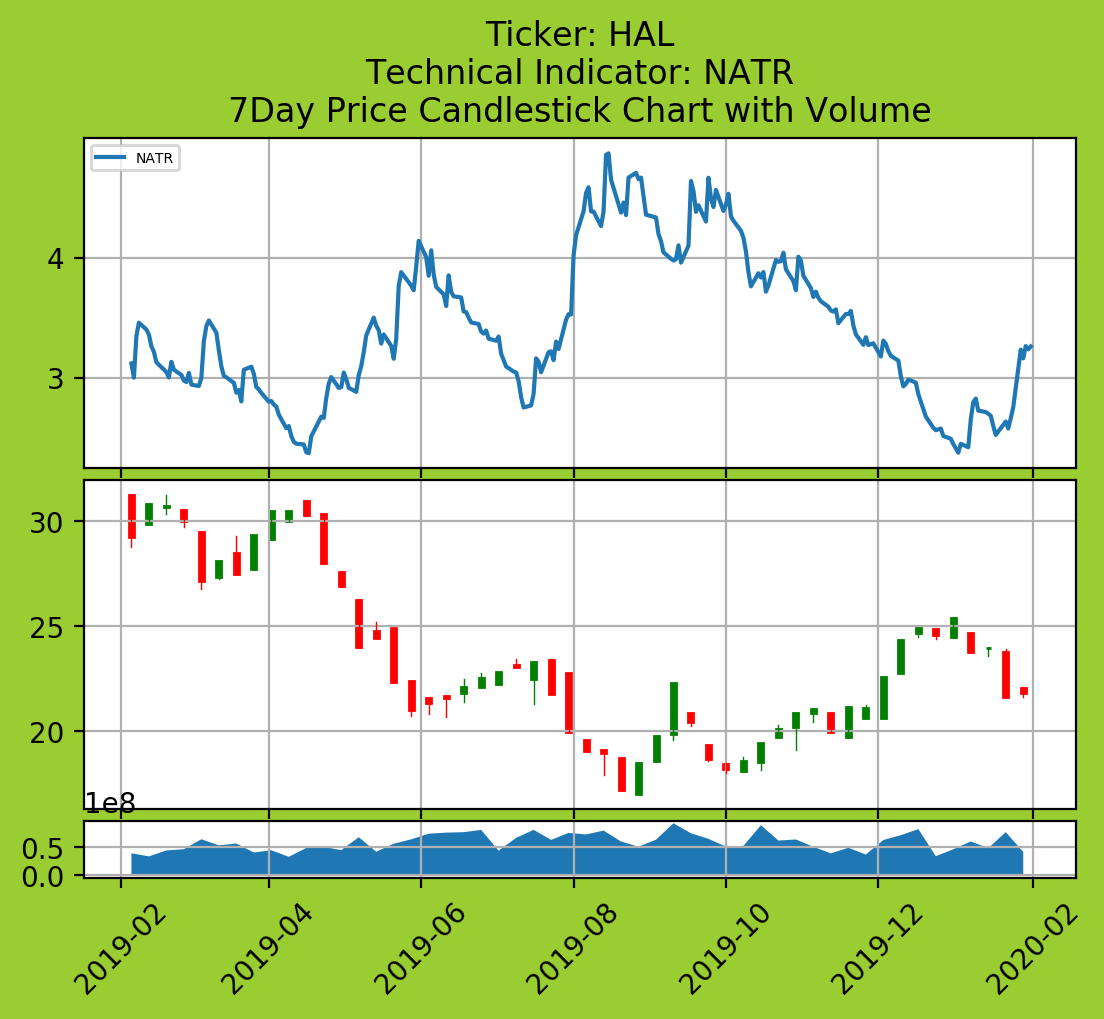 Ticker: HAL
Technical Indicator: NATR
7Day Price Candlestick Chart with Volume
NATR
4
3
30
25
20
1e8
0.5
0.0
2019-02
2019-04
2019-06
2019-08
2019-10
2019-12
2020-02